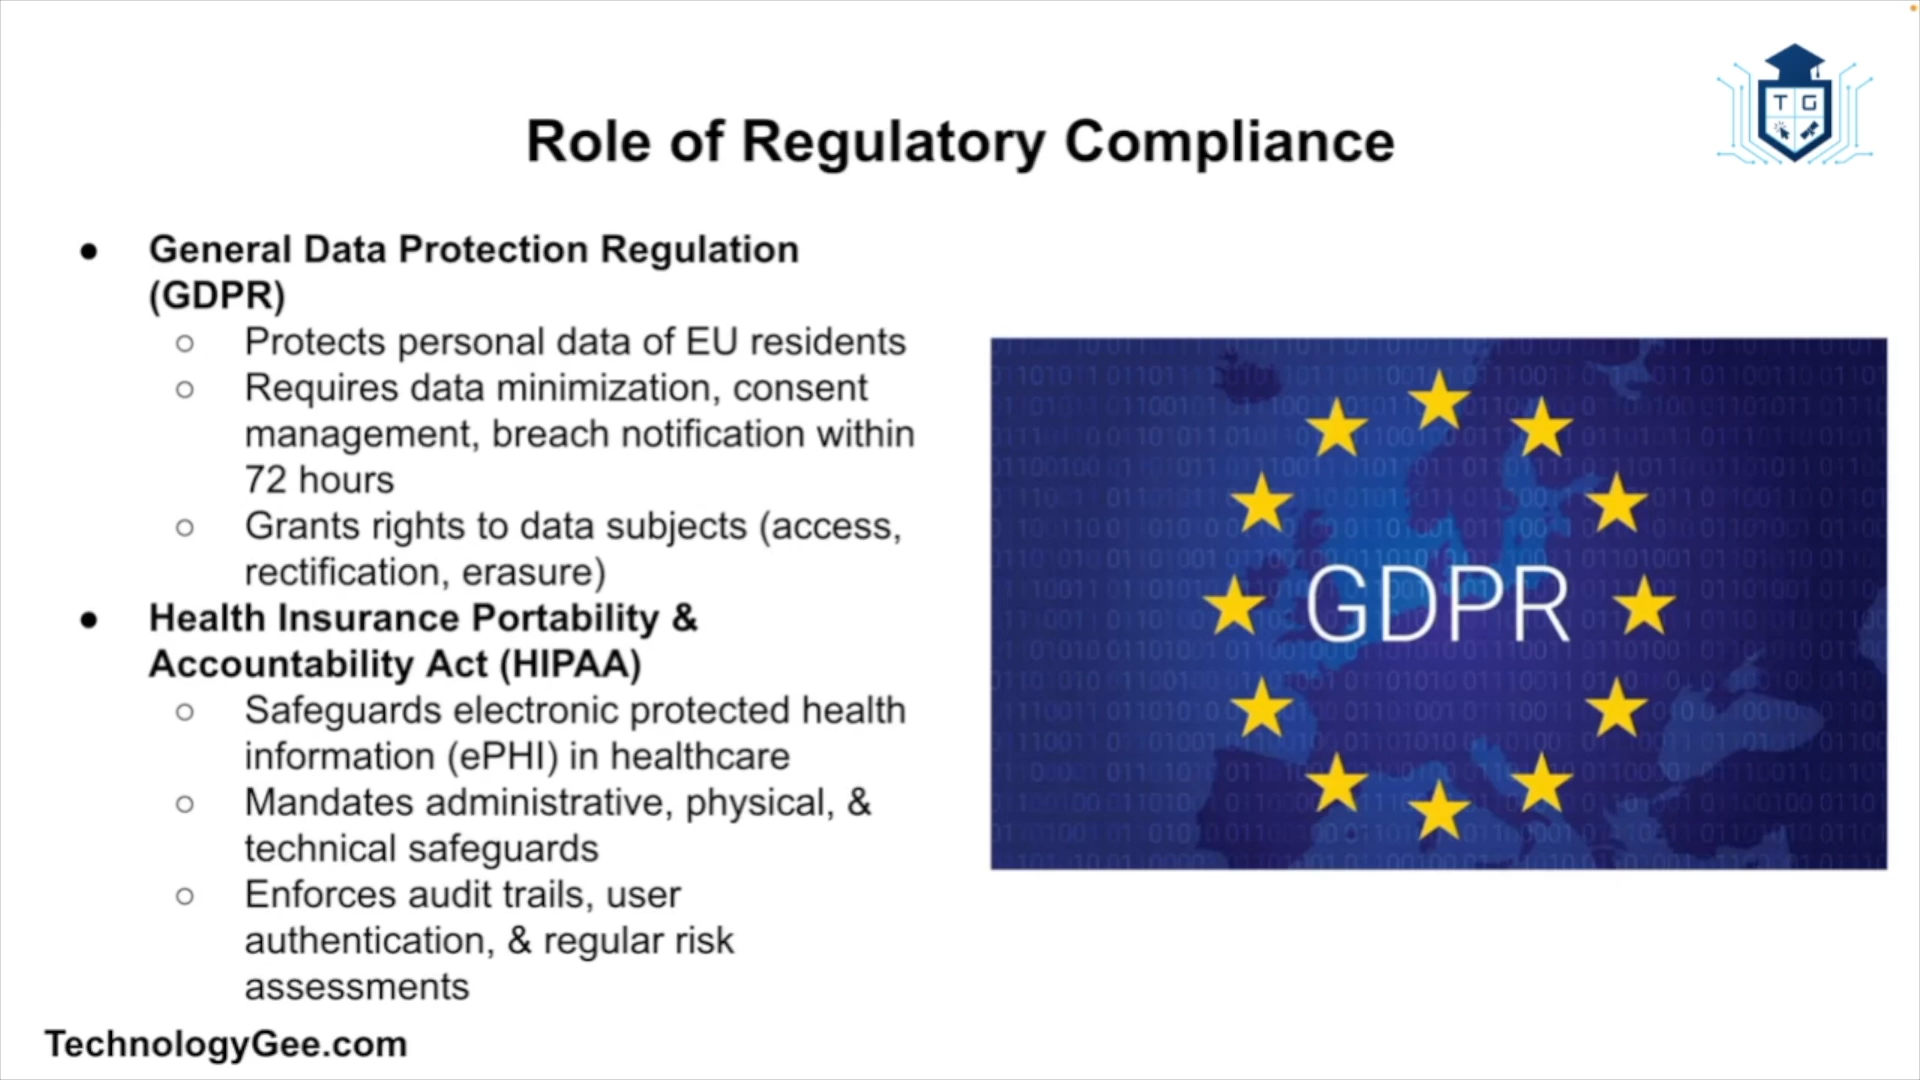 T G
Role of Regulatory Compliance
● General Data Protection Regulation
(GDPR)
○ Protects personal data of EU residents
○ Requires data minimization, consent
management, breach notification within
72 hours
○ Grants rights to data subjects (access,
rectification, erasure)
● Health Insurance Portability &
Accountability Act (HIPAA)
○ Safeguards electronic protected health
information (ePHI) in healthcare
○ Mandates administrative, physical, &
technical safeguards
○ Enforces audit trails, user
authentication, & regular risk
assessments
GDPR
TechnologyGee.com